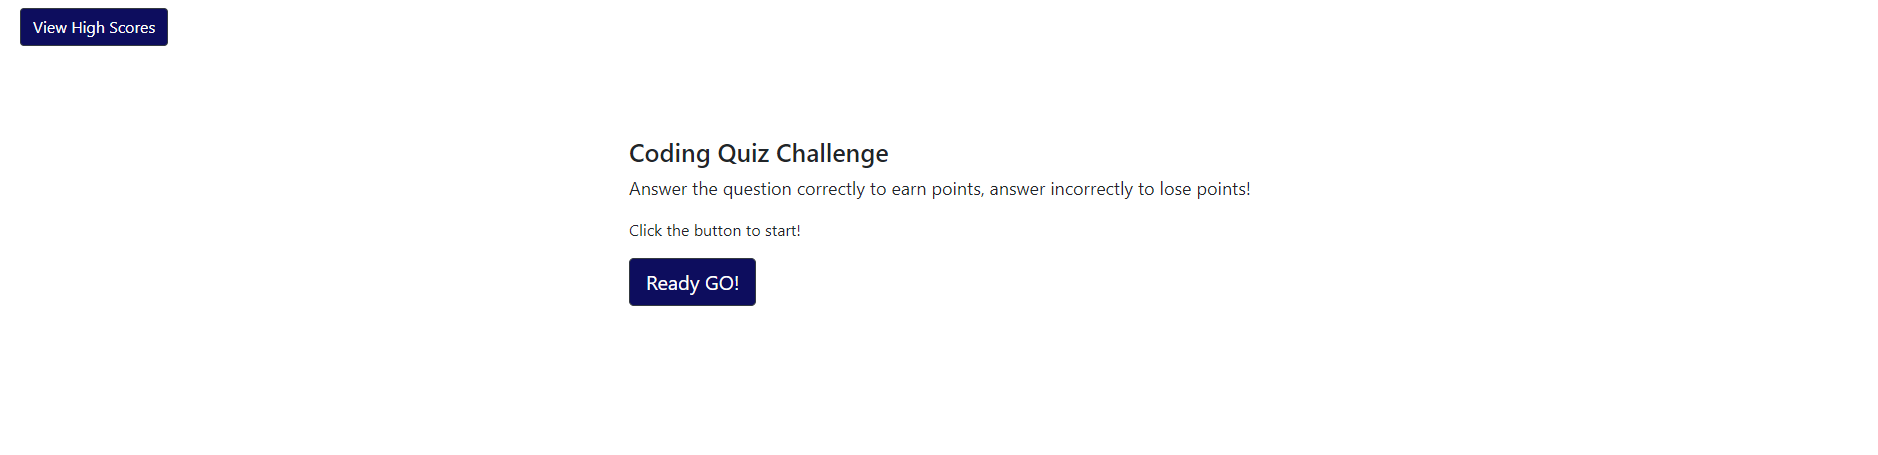 View High Scores
Coding Quiz Challenge
Answer the question correctly to earn points, answer incorrectly to lose points!
Click the button to start!
Ready GO!